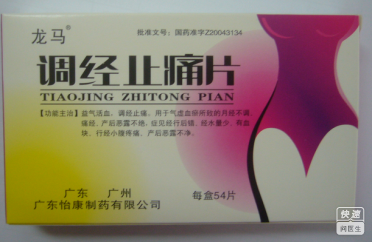 龙马®
批准文号：国药准字Z20043134
调经止痛片
TIAOJING ZHITONG PIAN
【功能主治】益气活血，调经止痛。用于气虚血瘀所致的月经不调、
痛经、产后恶露不绝，症见经行后错、经水量少、有血
块、行经小腹疼痛、产后恶露不净。
广东 广州
广东怡康制药有限公司
每盒54片
快速
问医生